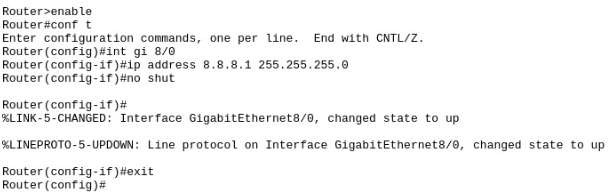 Router>enable
Router#conf t
Enter configuration commands, one per line.  End with CNTL/Z.
Router(config)#int gi 8/0
Router(config-if)#ip address 8.8.8.1 255.255.255.0
Router(config-if)#no shut
Router(config-if)#
%LINK-5-CHANGED: Interface GigabitEthernet8/0, changed state to up
%LINEPROTO-5-UPDOWN: Line protocol on Interface GigabitEthernet8/0, changed state to up
Router(config-if)#exit
Router(config)#